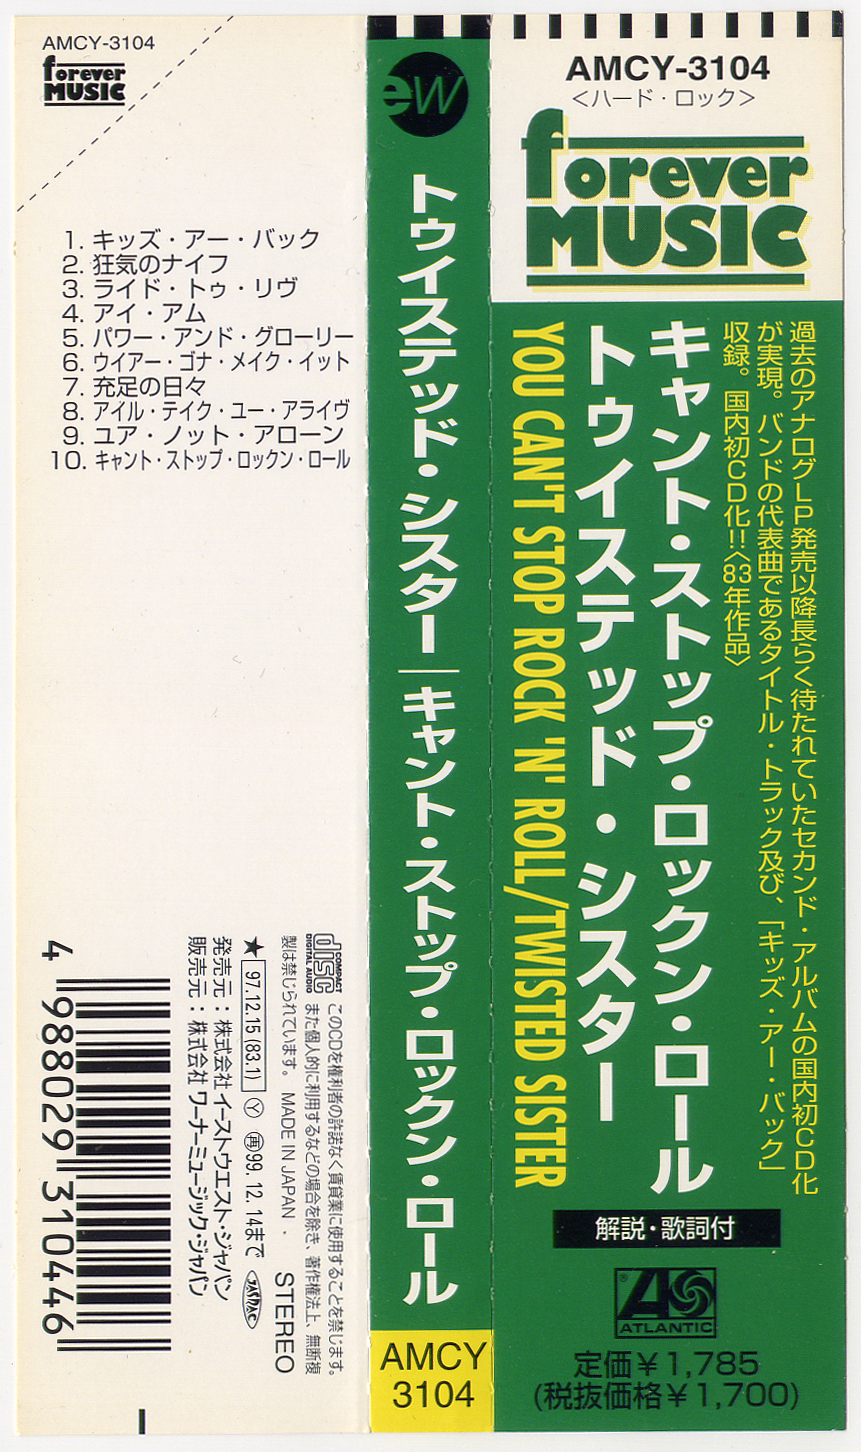 AMCY-3104
forever
MUSIC
1. キッズ・アー・バック
2. 狂気のナイフ
3. ライド・トゥ・リヴ
4. アイ・アム
5. パワー・アンド・グローリー
6. ウイアー・ゴナ・メイク・イット
7. 充足の日々
8. アイル・テイク・ユー・アライヴ
9. ユア・ノット・アローン
10. キャント・ストップ・ロックン・ロール
COMPACT
disc
DIGITAL AUDIO
このCDを権利者の許諾なく賃貸業に使用することを禁じます。
また個人的に利用するなどの場合を除き、著作権法上、無断複
製は禁じられています。 MADE IN JAPAN ・ STEREO
★ 97.12.15 (83.1) Ⓨ ㊢99.12.14まで JASRAC
発売元：株式会社 イーストウエスト・ジャパン
販売元：株式会社 ワーナーミュージック・ジャパン
4 988029 310446
ew
トゥイステッド・シスター｜キャント・ストップ・ロックン・ロール
AMCY
3104
AMCY-3104
＜ハード・ロック＞
forever
MUSIC
過去のアナログLP発売以降長らく待たれていたセカンド・アルバムの国内初CD化
が実現。バンドの代表曲であるタイトル・トラック及び、「キッズ・アー・バック」
収録。国内初CD化!!〈83年作品〉
キャント・ストップ・ロックン・ロール
トゥイステッド・シスター
YOU CAN'T STOP ROCK 'N' ROLL/TWISTED SISTER
解説・歌詞付
ATLANTIC
定価￥1,785
(税抜価格￥1,700)